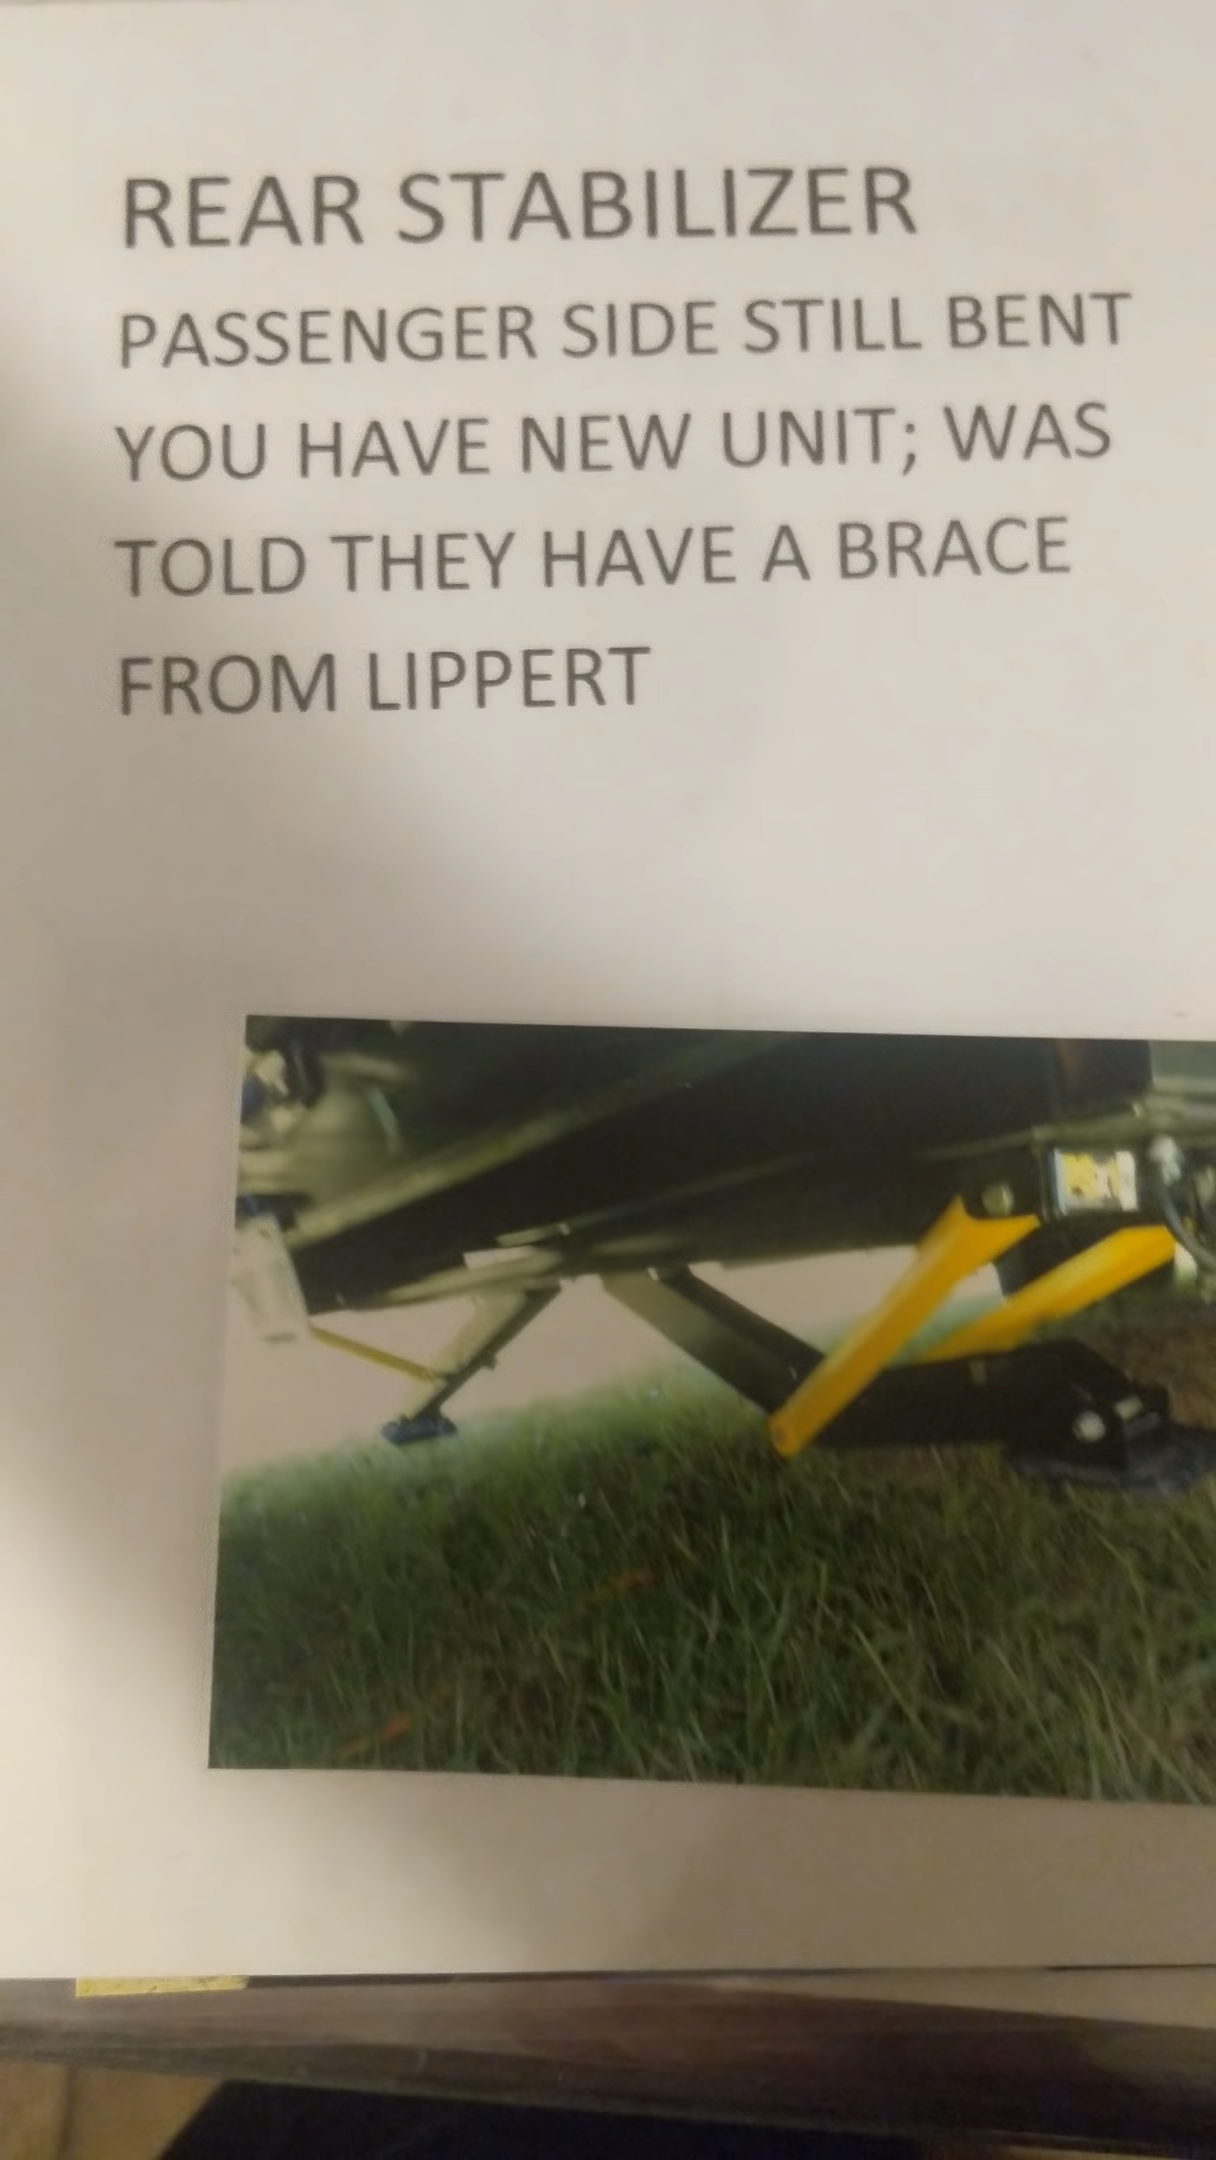 REAR STABILIZER
PASSENGER SIDE STILL BENT
YOU HAVE NEW UNIT; WAS
TOLD THEY HAVE A BRACE
FROM LIPPERT